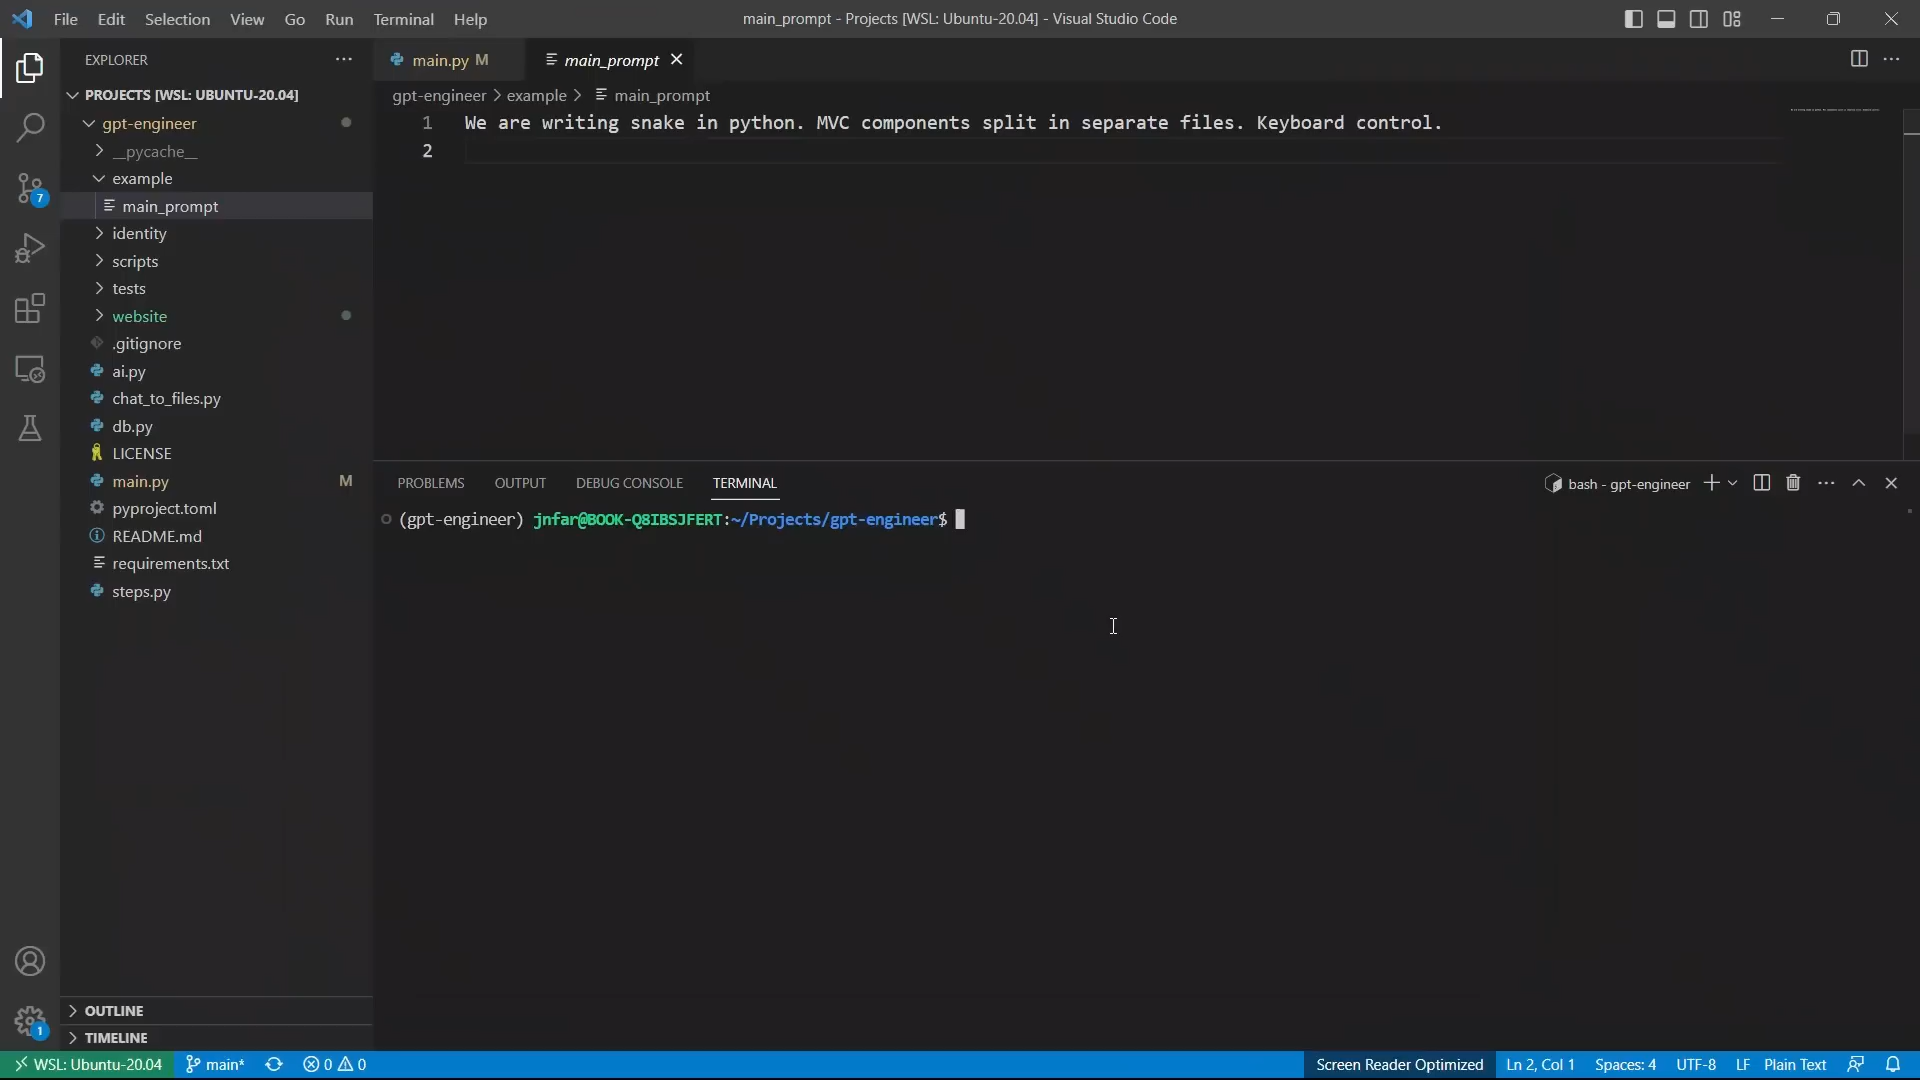 File Edit Selection View Go Run Terminal Help
main_prompt - Projects [WSL: Ubuntu-20.04] - Visual Studio Code
EXPLORER
PROJECTS [WSL: UBUNTU-20.04]
gpt-engineer
__pycache__
example
main_prompt
identity
scripts
tests
website
.gitignore
ai.py
chat_to_files.py
db.py
LICENSE
main.py M
pyproject.toml
README.md
requirements.txt
steps.py
OUTLINE
TIMELINE
7
1
main.py M
main_prompt
gpt-engineer > example > main_prompt
1 We are writing snake in python. MVC components split in separate files. Keyboard control.
2
PROBLEMS OUTPUT DEBUG CONSOLE TERMINAL
bash - gpt-engineer
(gpt-engineer) jnfar@BOOK-Q8IBSJFERT:~/Projects/gpt-engineer$
WSL: Ubuntu-20.04 main* 0 0
Screen Reader Optimized Ln 2, Col 1 Spaces: 4 UTF-8 LF Plain Text